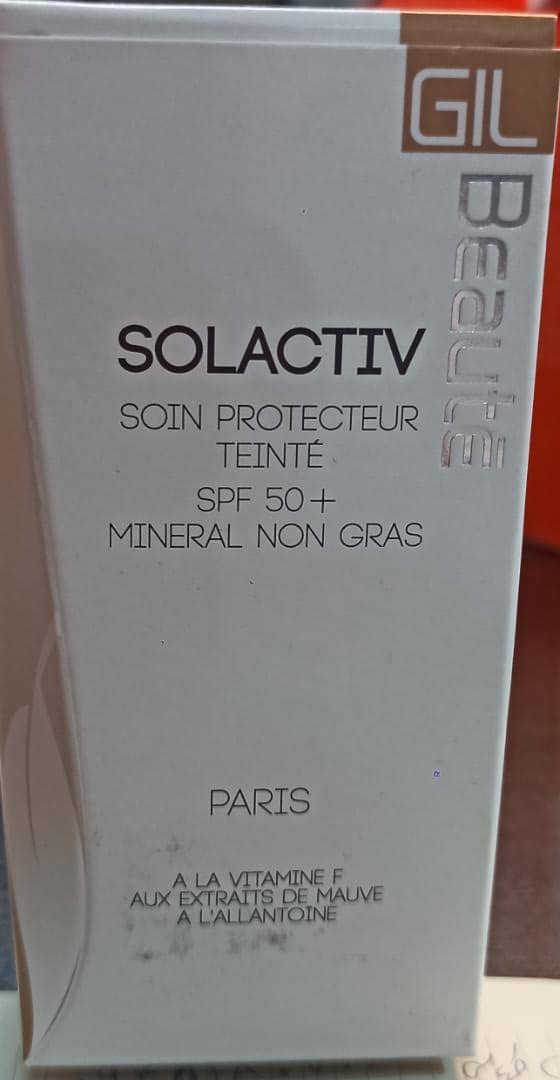 GIL
Beauté
SOLACTIV
SOIN PROTECTEUR
TEINTÉ
SPF 50+
MINERAL NON GRAS
PARIS
A LA VITAMINE F
AUX EXTRAITS DE MAUVE
A L'ALLANTOINE